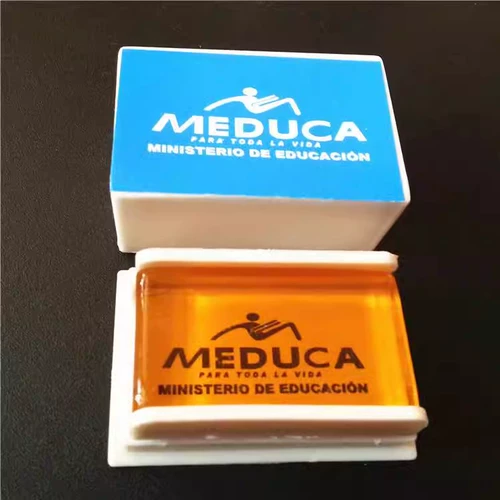 MEDUCA
PARA TODA LA VIDA
MINISTERIO DE EDUCACIÓN
MEDUCA
PARA TODA LA VIDA
MINISTERIO DE EDUCACIÓN